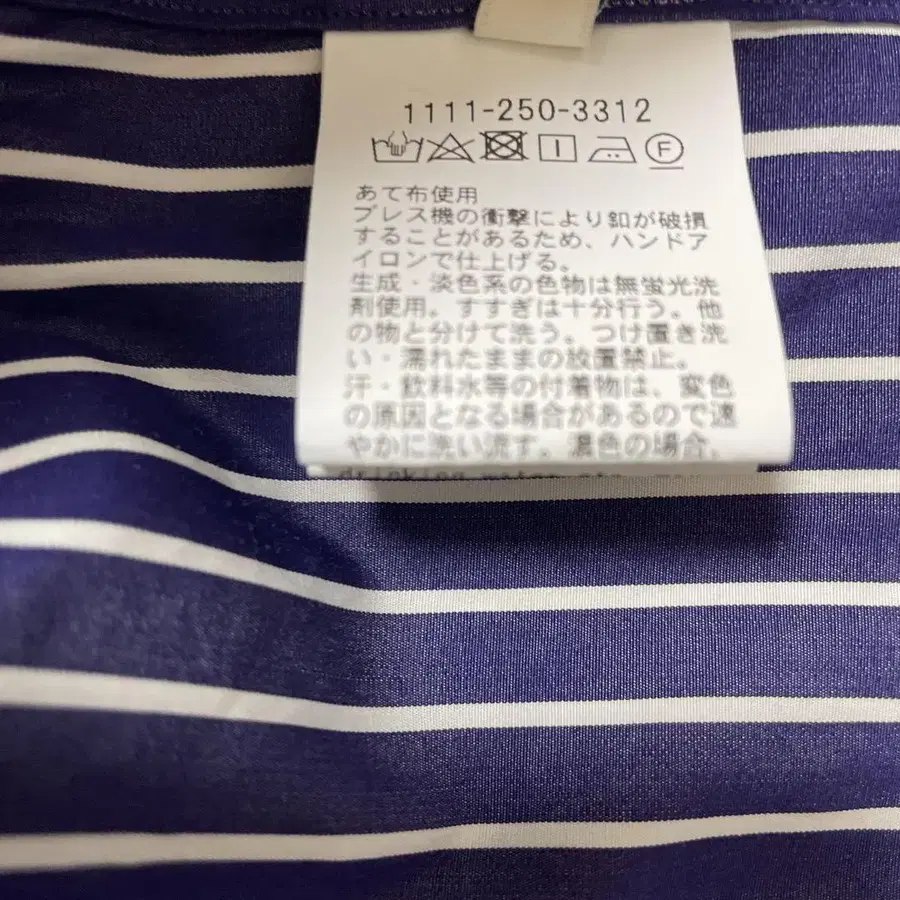 1111-250-3312
F
あて布使用
プレス機の衝撃により釦が破損
することがあるため、ハンドア
イロンで仕上げる。
生成・淡色系の色物は無蛍光洗
剤使用。すすぎは十分行う。他
の物と分けて洗う。つけ置き洗
い・濡れたままの放置禁止。
汗・飲料水等の付着物は、変色
の原因となる場合があるので速
やかに洗い流す。濃色の場合、
drinking water etc.